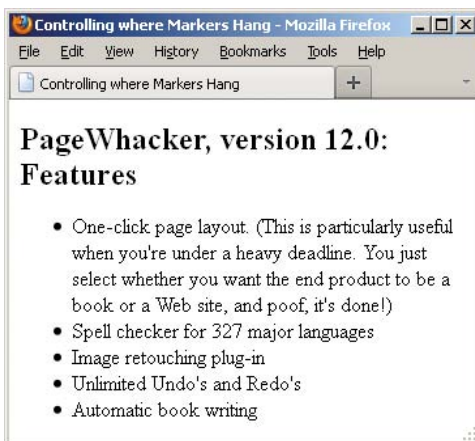 Controlling where Markers Hang - Mozilla Firefox
File Edit View History Bookmarks Tools Help
Controlling where Markers Hang
PageWhacker, version 12.0:
Features
• One-click page layout. (This is particularly useful
when you're under a heavy deadline. You just
select whether you want the end product to be a
book or a Web site, and poof, it's done!)
• Spell checker for 327 major languages
• Image retouching plug-in
• Unlimited Undo's and Redo's
• Automatic book writing